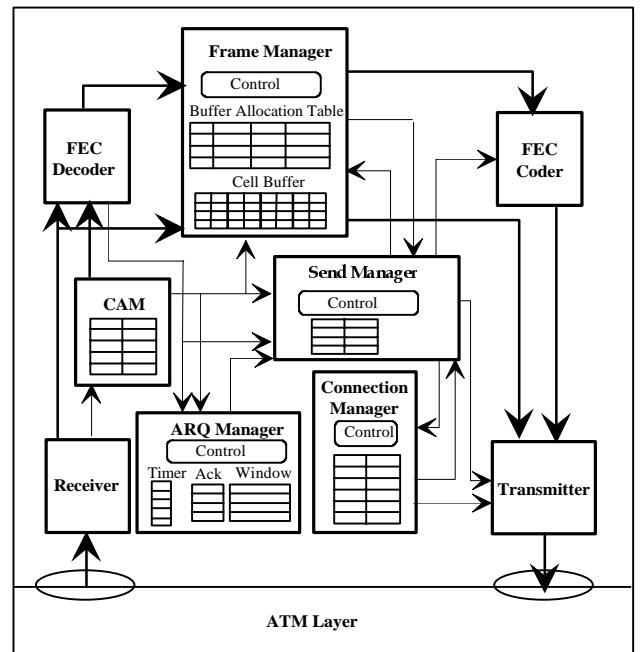 Frame Manager
Control
Buffer Allocation Table
Cell Buffer
FEC
Decoder
FEC
Coder
CAM
Send Manager
Control
Connection
Manager
Control
ARQ Manager
Control
Timer Ack Window
Receiver
Transmitter
ATM Layer